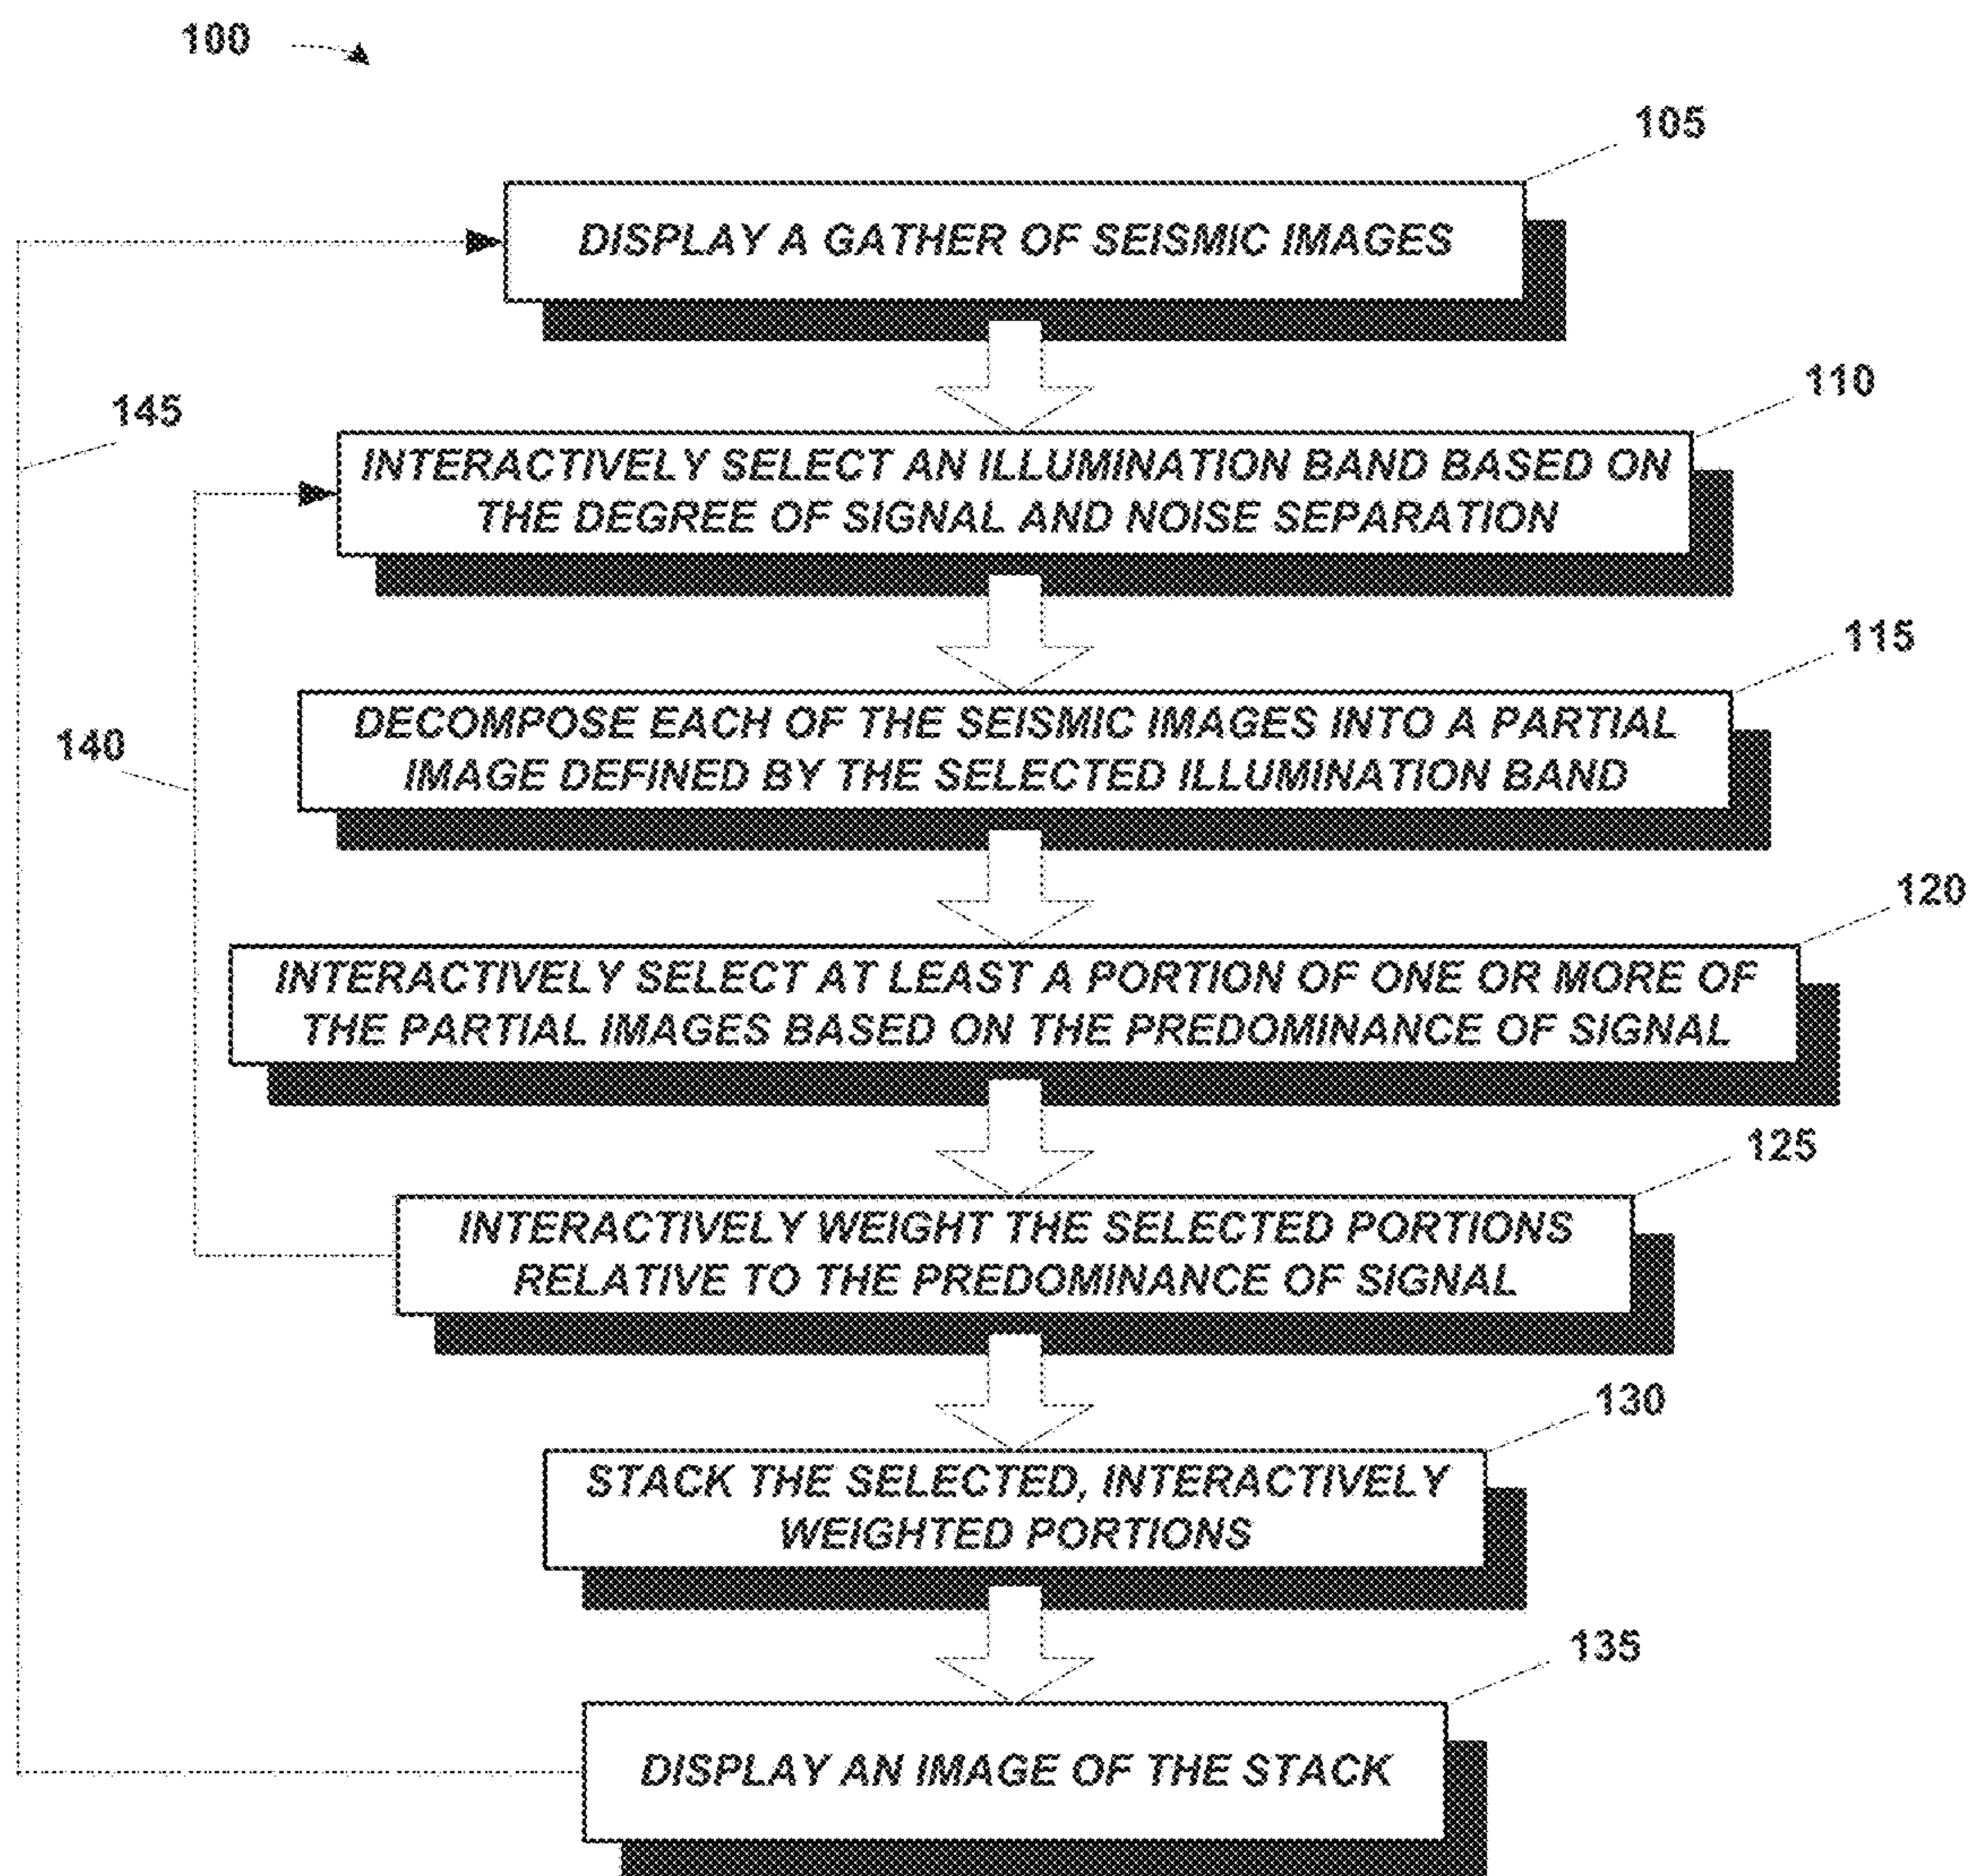 100
105
DISPLAY A GATHER OF SEISMIC IMAGES
110
145
INTERACTIVELY SELECT AN ILLUMINATION BAND BASED ON
THE DEGREE OF SIGNAL AND NOISE SEPARATION
115
140
DECOMPOSE EACH OF THE SEISMIC IMAGES INTO A PARTIAL
IMAGE DEFINED BY THE SELECTED ILLUMINATION BAND
120
INTERACTIVELY SELECT AT LEAST A PORTION OF ONE OR MORE OF
THE PARTIAL IMAGES BASED ON THE PREDOMINANCE OF SIGNAL
125
INTERACTIVELY WEIGHT THE SELECTED PORTIONS
RELATIVE TO THE PREDOMINANCE OF SIGNAL
130
STACK THE SELECTED, INTERACTIVELY
WEIGHTED PORTIONS
135
DISPLAY AN IMAGE OF THE STACK